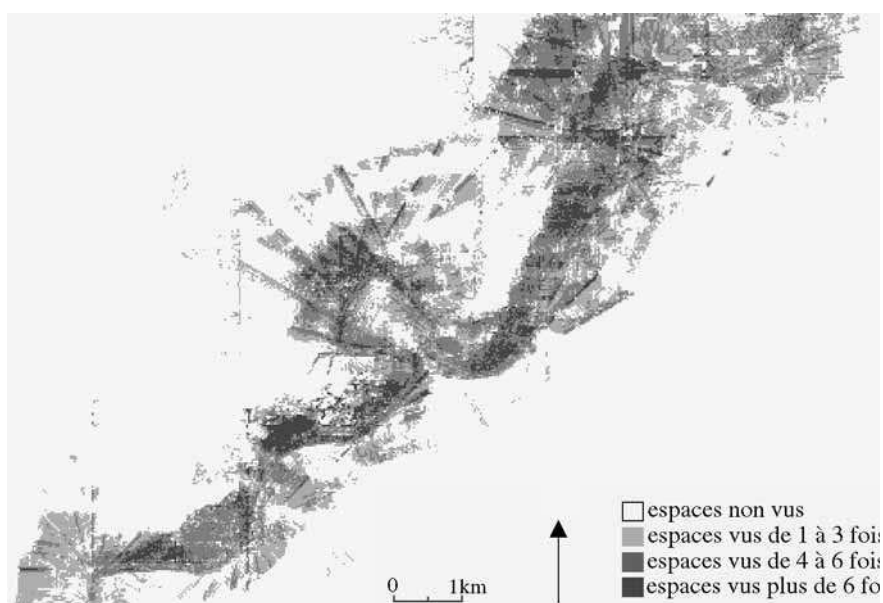 espaces non vus
espaces vus de 1 à 3 fois
espaces vus de 4 à 6 fois
espaces vus plus de 6 fo
0 1km